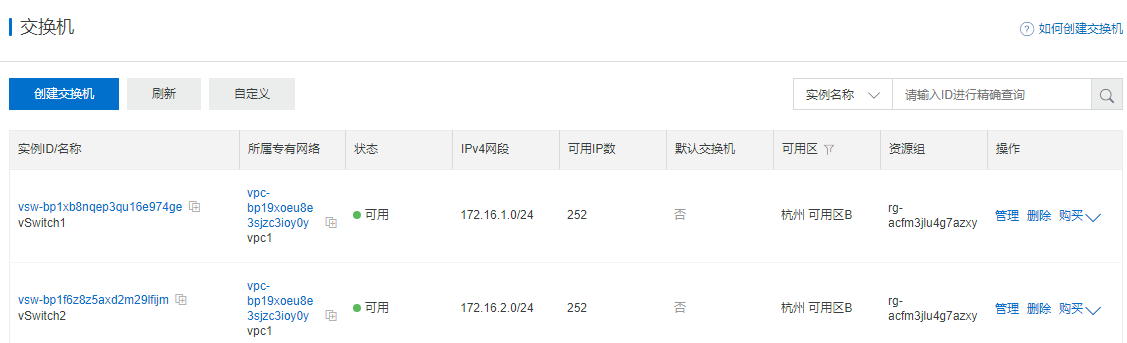 交换机
如何创建交换机
创建交换机 刷新 自定义 实例名称 请输入ID进行精确查询
实例ID/名称 所属专有网络 状态 IPv4网段 可用IP数 默认交换机 可用区 资源组 操作
vsw-bp1xb8nqep3qu16e974ge
vSwitch1
vpc-
bp19xoeu8e
3sjzc3ioy0y
vpc1
可用 172.16.1.0/24 252 否 杭州 可用区B
rg-
acfm3jlu4g7azxy
管理 删除 购买
vsw-bp1f6z8z5axd2m29lfijm
vSwitch2
vpc-
bp19xoeu8e
3sjzc3ioy0y
vpc1
可用 172.16.2.0/24 252 否 杭州 可用区B
rg-
acfm3jlu4g7azxy
管理 删除 购买